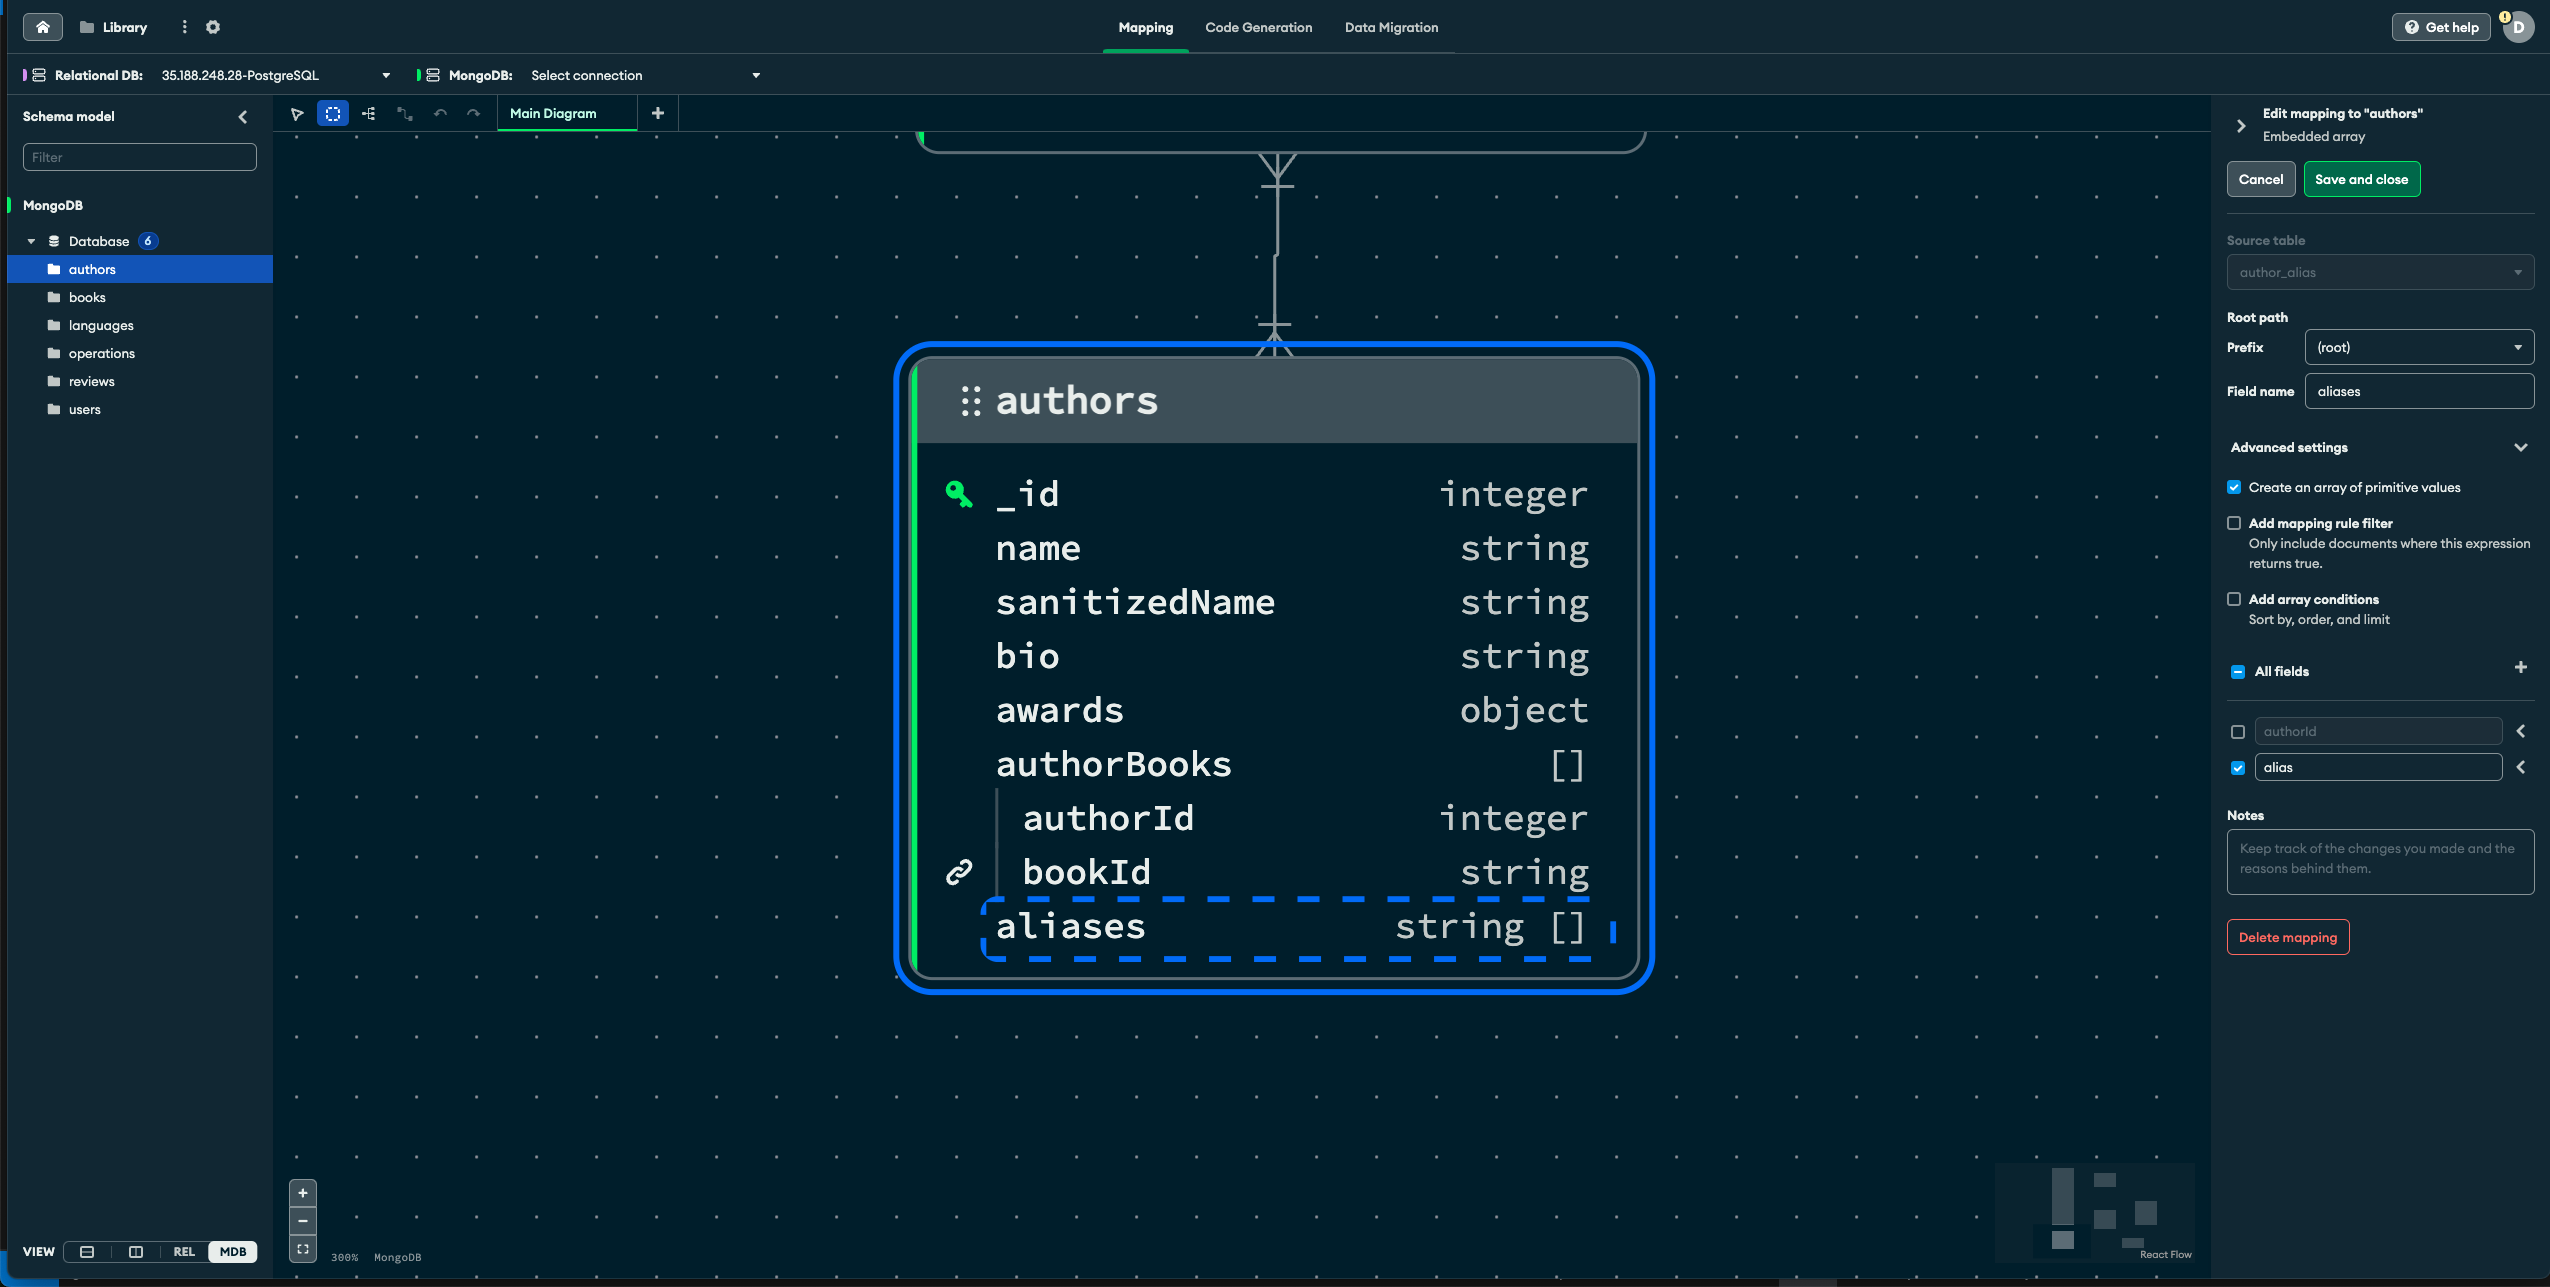 Library
Mapping
Code Generation
Data Migration
Get help
D
Relational DB:
35.188.248.28-PostgreSQL
MongoDB:
Select connection
Schema model
Filter
MongoDB
Database 6
authors
books
languages
operations
reviews
users
VIEW
REL
MDB
Main Diagram
authors
_id integer
name string
sanitizedName string
bio string
awards object
authorBooks []
authorId integer
bookId string
aliases string []
300% MongoDB
React Flow
Edit mapping to "authors"
Embedded array
Cancel
Save and close
Source table
author_alias
Root path
Prefix (root)
Field name aliases
Advanced settings
Create an array of primitive values
Add mapping rule filter
Only include documents where this expression
returns true.
Add array conditions
Sort by, order, and limit
All fields
authorId
alias
Notes
Keep track of the changes you made and the
reasons behind them.
Delete mapping